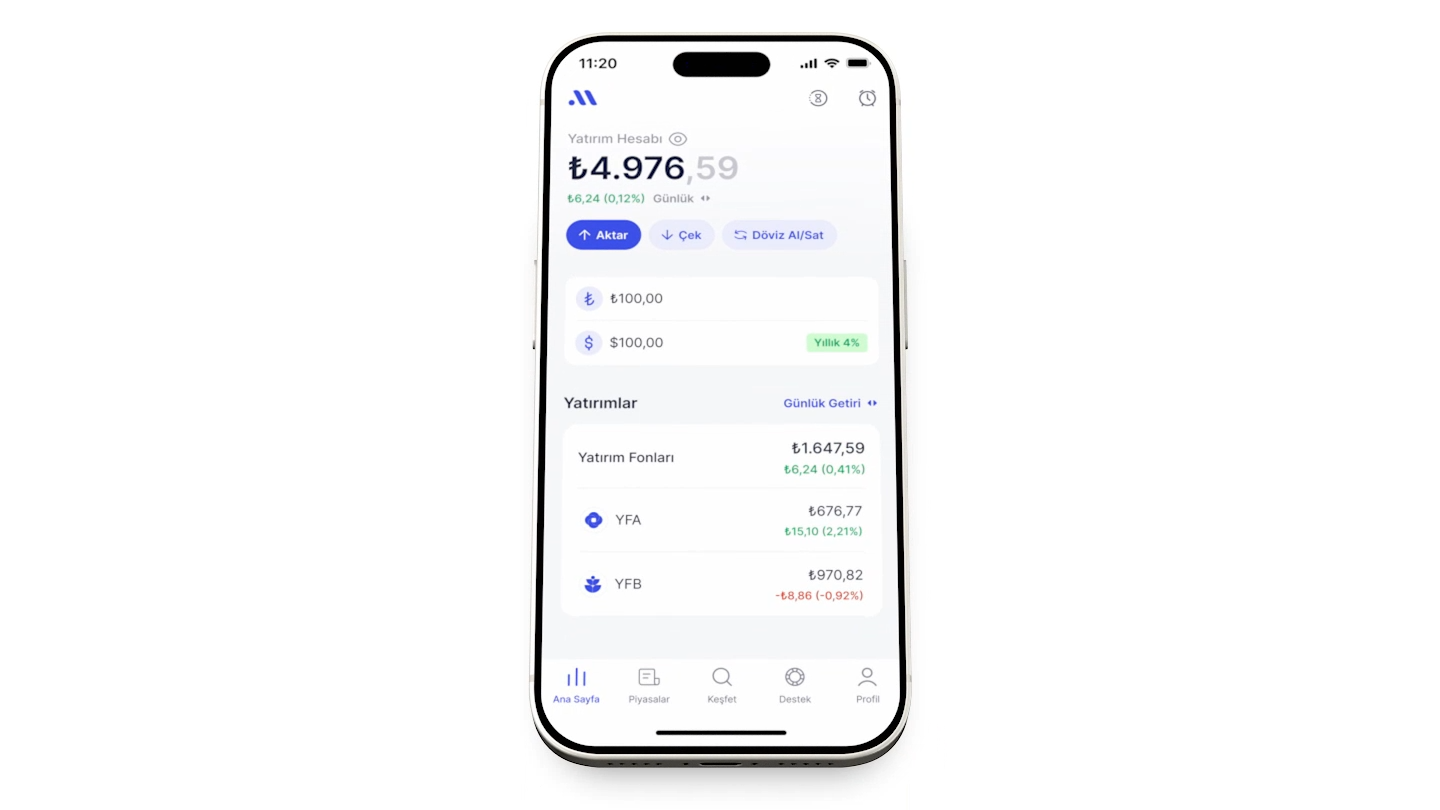 11:20
Yatırım Hesabı
₺4.976,59
₺6,24 (0,12%) Günlük
Aktar Çek Döviz Al/Sat
₺100,00
$100,00 Yıllık 4%
Yatırımlar Günlük Getiri
Yatırım Fonları ₺1.647,59
₺6,24 (0,41%)
YFA ₺676,77
₺15,10 (2,21%)
YFB ₺970,82
-₺8,86 (-0,92%)
Ana Sayfa Piyasalar Keşfet Destek Profil